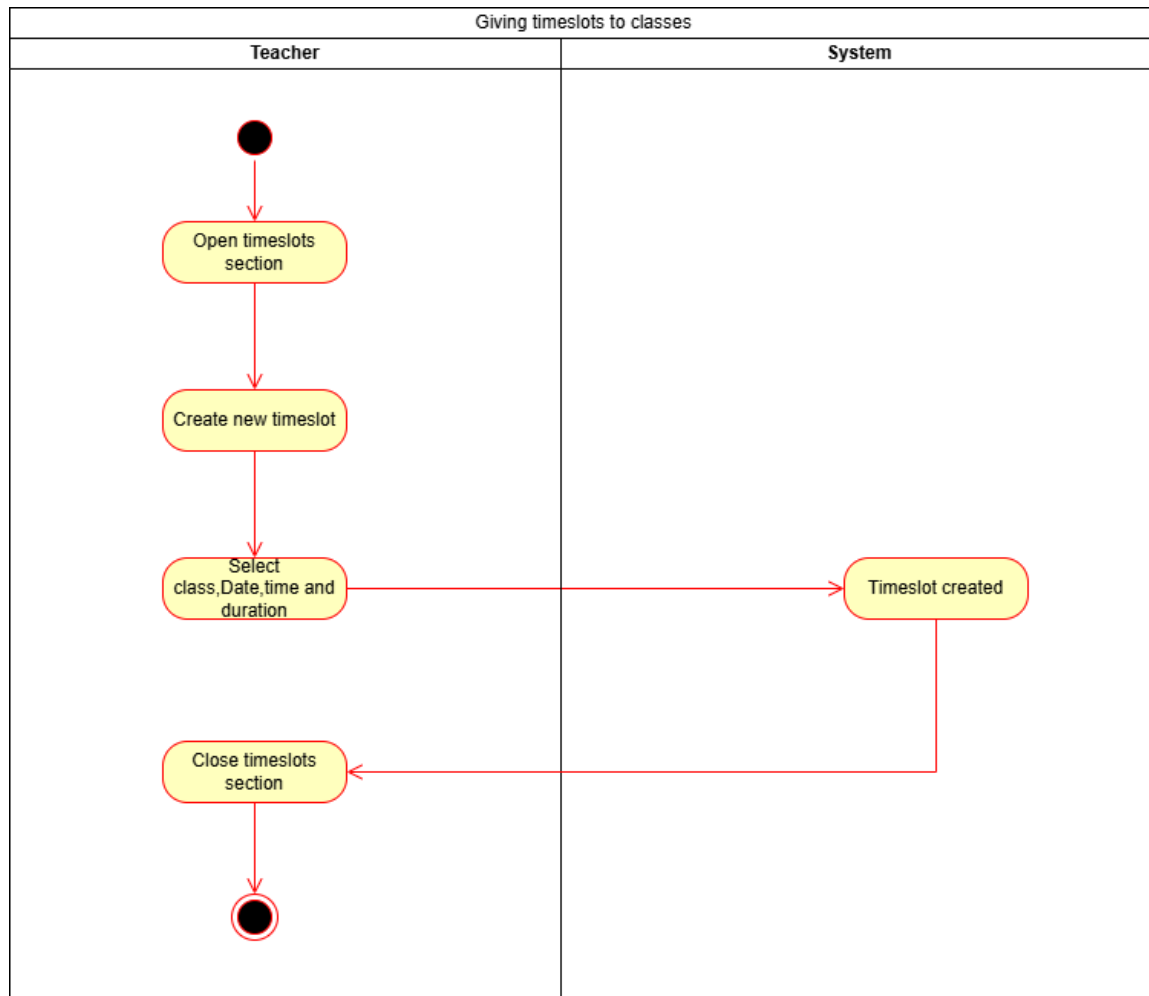 Giving timeslots to classes
Teacher
System
Open timeslots
section
Create new timeslot
Select
class,Date,time and
duration
Timeslot created
Close timeslots
section